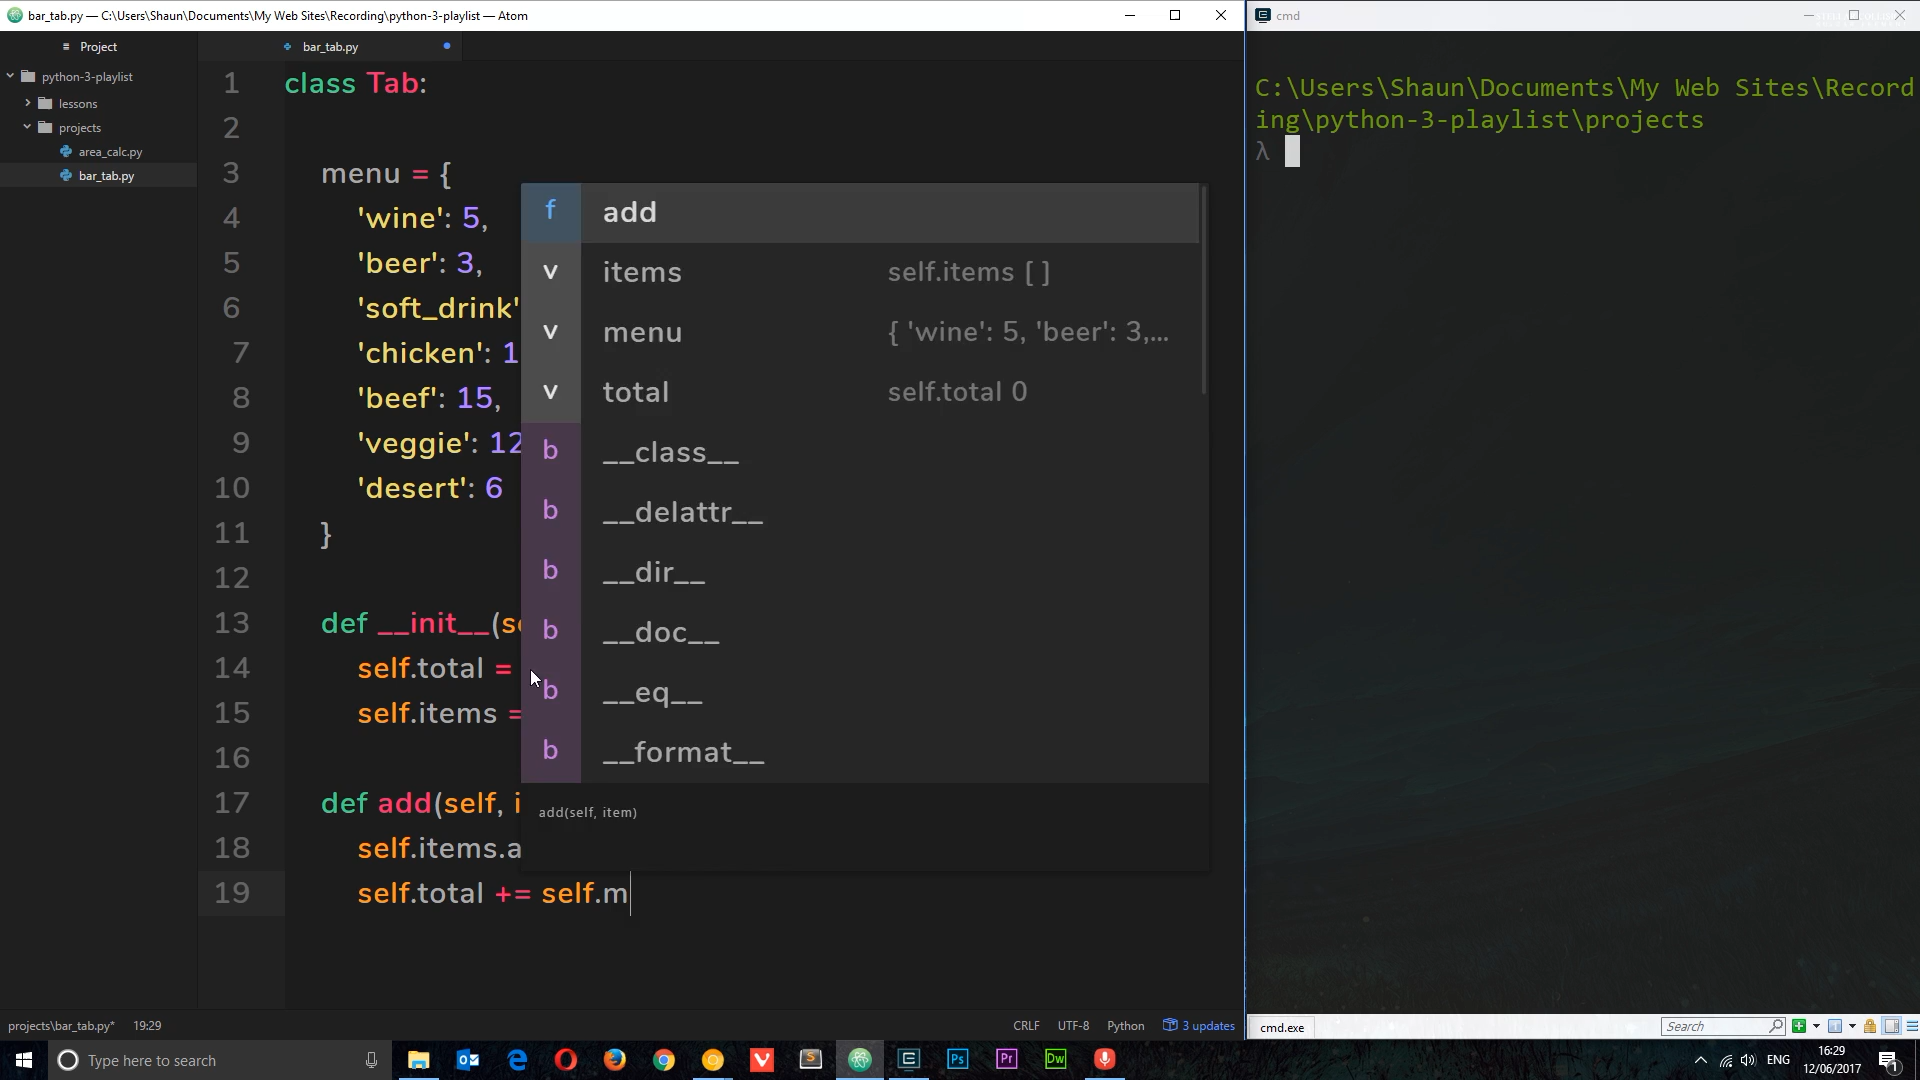 bar_tab.py — C:\Users\Shaun\Documents\My Web Sites\Recording\python-3-playlist — Atom
Project
python-3-playlist
lessons
projects
area_calc.py
bar_tab.py
bar_tab.py
1 class Tab:
2
3 menu = {
4 'wine': 5,
5 'beer': 3,
6 'soft_drink'
7 'chicken': 1
8 'beef': 15,
9 'veggie': 12
10 'desert': 6
11 }
12
13 def __init__(se
14 self.total =
15 self.items =
16
17 def add(self, i
18 self.items.a
19 self.total += self.m
f add
v items self.items [ ]
v menu { 'wine': 5, 'beer': 3,...
v total self.total 0
b __class__
b __delattr__
b __dir__
b __doc__
b __eq__
b __format__
add(self, item)
projects\bar_tab.py* 19:29
CRLF UTF-8 Python 3 updates
cmd
C:\Users\Shaun\Documents\My Web Sites\Record
ing\python-3-playlist\projects
λ
cmd.exe
Search
Type here to search
ENG
16:29
12/06/2017